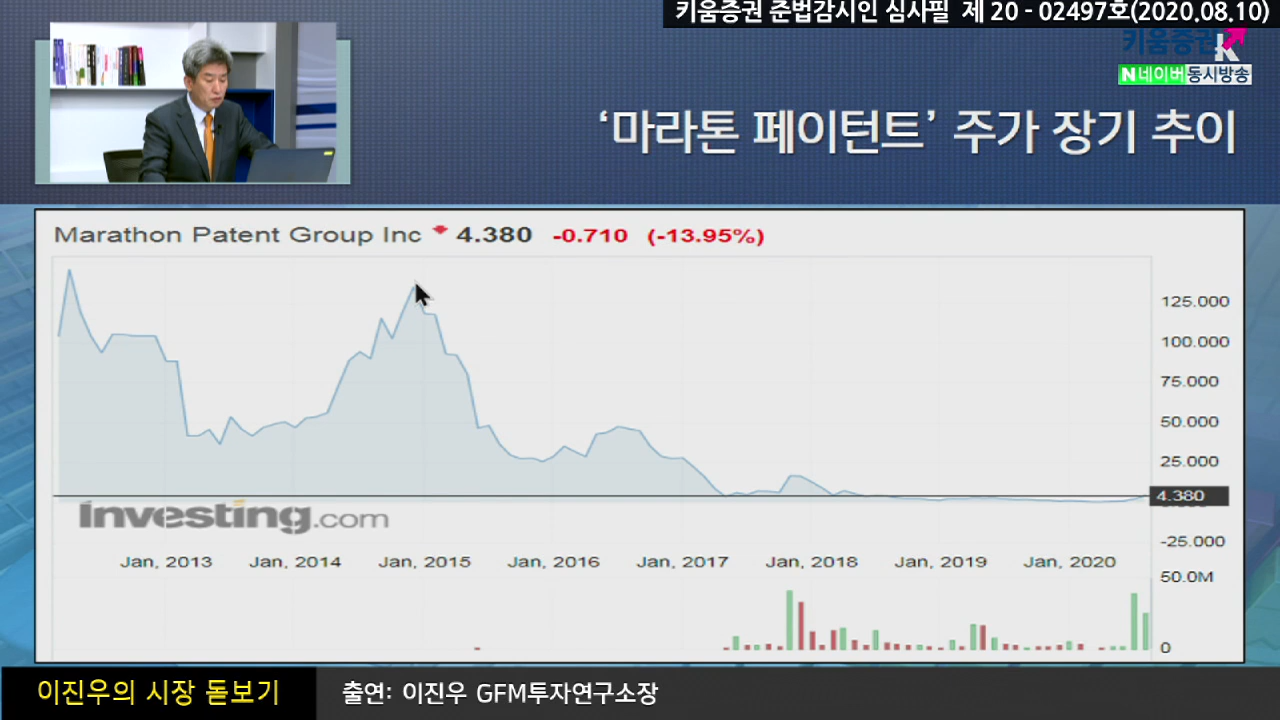 키움증권 준법감시인 심사필 제 20 - 02497호(2020.08.10)
키움증권
N네이버동시방송
‘마라톤 페이턴트’ 주가 장기 추이
Marathon Patent Group Inc 4.380 -0.710 (-13.95%)
125.000
100.000
75.000
50.000
25.000
4.380
-25.000
Investing.com
Jan, 2013 Jan, 2014 Jan, 2015 Jan, 2016 Jan, 2017 Jan, 2018 Jan, 2019 Jan, 2020
50.0M
0
이진우의 시장 돋보기
출연: 이진우 GFM투자연구소장